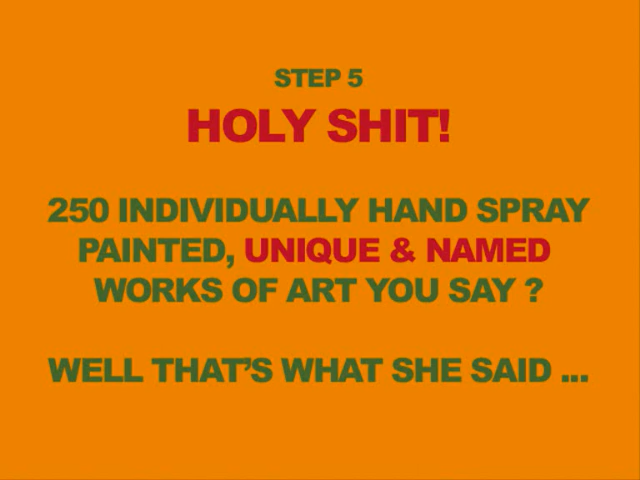 STEP 5
HOLY SHIT!
250 INDIVIDUALLY HAND SPRAY
PAINTED, UNIQUE & NAMED
WORKS OF ART YOU SAY ?
WELL THAT'S WHAT SHE SAID ...